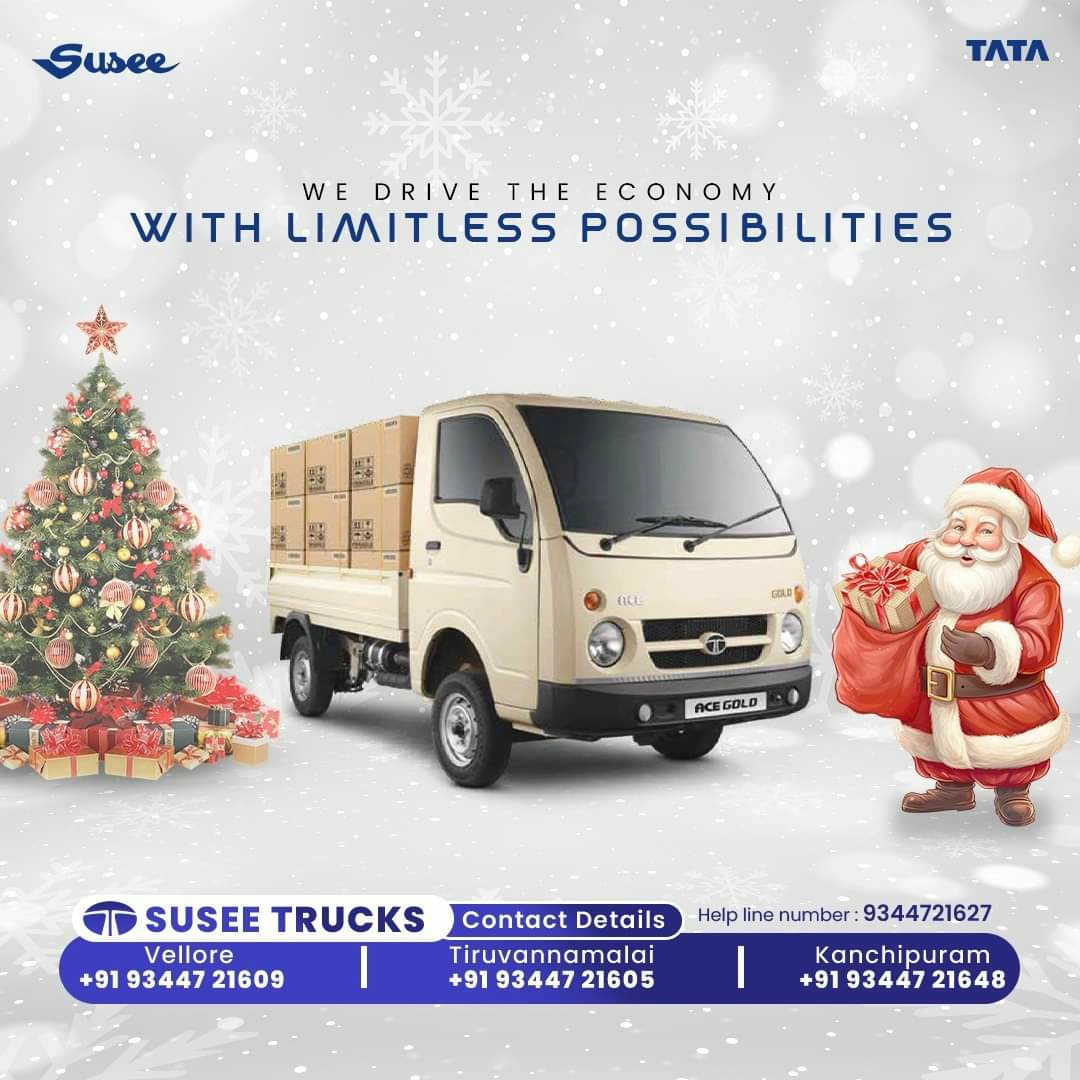 Susee
TATA
WE DRIVE THE ECONOMY
WITH LIMITLESS POSSIBILITIES
ACE
GOLD
ACE GOLD
SUSEE TRUCKS
Contact Details
Help line number : 9344721627
Vellore
+91 93447 21609
Tiruvannamalai
+91 93447 21605
Kanchipuram
+91 93447 21648